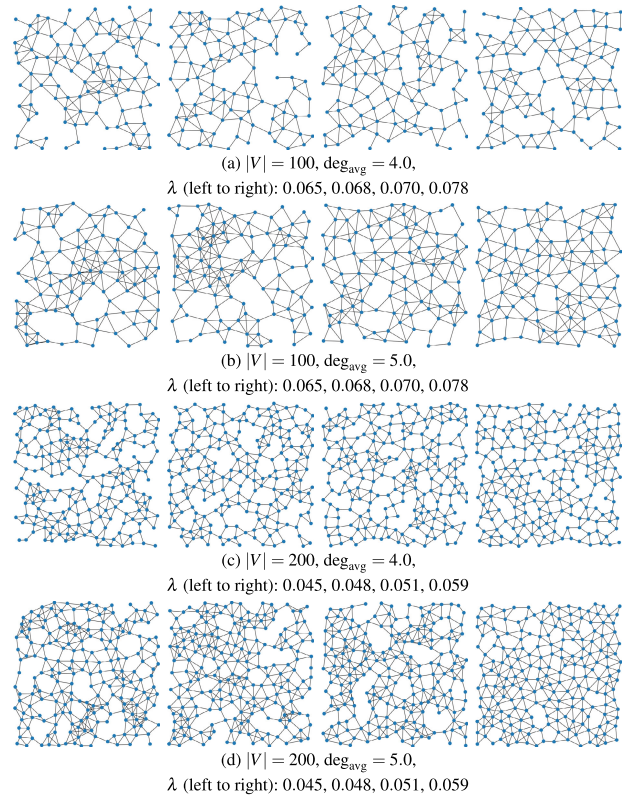 (a) |V| = 100, deg_avg = 4.0,
λ (left to right): 0.065, 0.068, 0.070, 0.078
(b) |V| = 100, deg_avg = 5.0,
λ (left to right): 0.065, 0.068, 0.070, 0.078
(c) |V| = 200, deg_avg = 4.0,
λ (left to right): 0.045, 0.048, 0.051, 0.059
(d) |V| = 200, deg_avg = 5.0,
λ (left to right): 0.045, 0.048, 0.051, 0.059